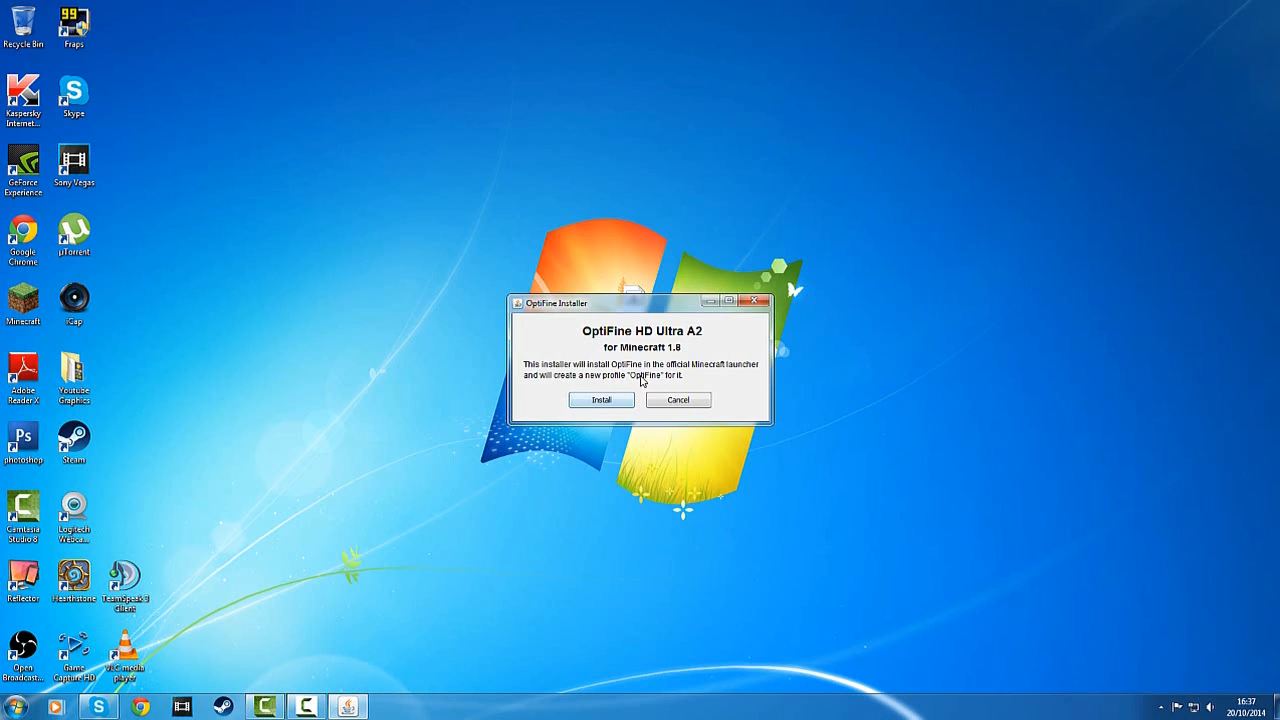 Recycle Bin
99
Fraps
Kaspersky
Internet...
S
Skype
GeForce
Experience
Sony Vegas
Google
Chrome
µTorrent
Minecraft
iCap
Adobe
Reader X
Youtube
Graphics
Ps
photoshop
Steam
Camtasia
Studio 8
Logitech
Webca...
Reflector
Hearthstone
TeamSpeak 3
Client
Open
Broadcast...
Game
Capture HD
VLC media
player
OptiFine Installer
OptiFine HD Ultra A2
for Minecraft 1.8
This installer will install OptiFine in the official Minecraft launcher
and will create a new profile "OptiFine" for it.
Install
Cancel
16:37
20/10/2014